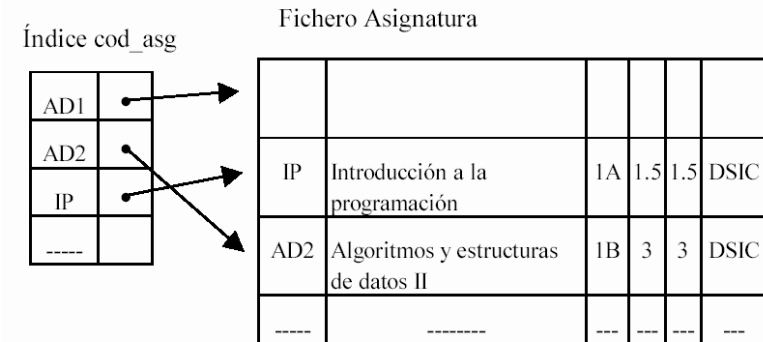 Fichero Asignatura
Índice cod_asg
AD1
AD2
IP
-----
IP Introducción a la programación 1A 1.5 1.5 DSIC
AD2 Algoritmos y estructuras de datos II 1B 3 3 DSIC
----- -------- --- --- --- ---